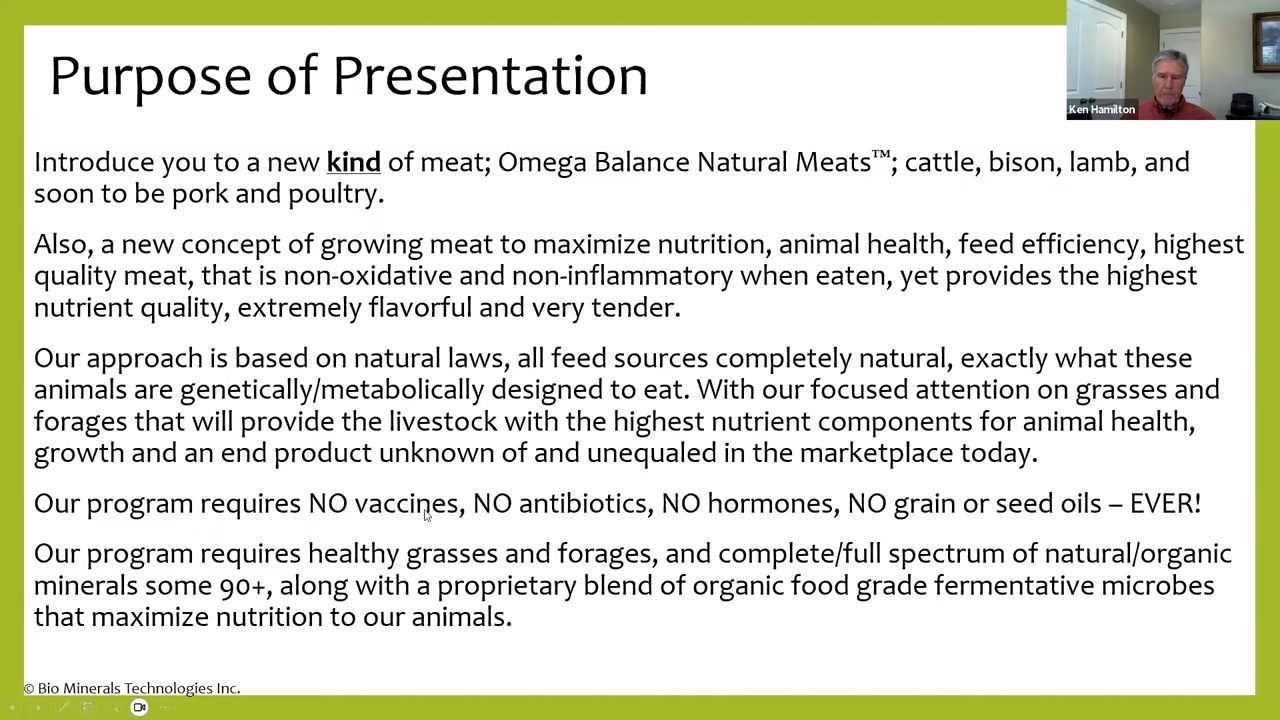 Purpose of Presentation
Ken Hamilton
Introduce you to a new kind of meat; Omega Balance Natural Meats™; cattle, bison, lamb, and
soon to be pork and poultry.
Also, a new concept of growing meat to maximize nutrition, animal health, feed efficiency, highest
quality meat, that is non-oxidative and non-inflammatory when eaten, yet provides the highest
nutrient quality, extremely flavorful and very tender.
Our approach is based on natural laws, all feed sources completely natural, exactly what these
animals are genetically/metabolically designed to eat. With our focused attention on grasses and
forages that will provide the livestock with the highest nutrient components for animal health,
growth and an end product unknown of and unequaled in the marketplace today.
Our program requires NO vaccines, NO antibiotics, NO hormones, NO grain or seed oils – EVER!
Our program requires healthy grasses and forages, and complete/full spectrum of natural/organic
minerals some 90+, along with a proprietary blend of organic food grade fermentative microbes
that maximize nutrition to our animals.
© Bio Minerals Technologies Inc.